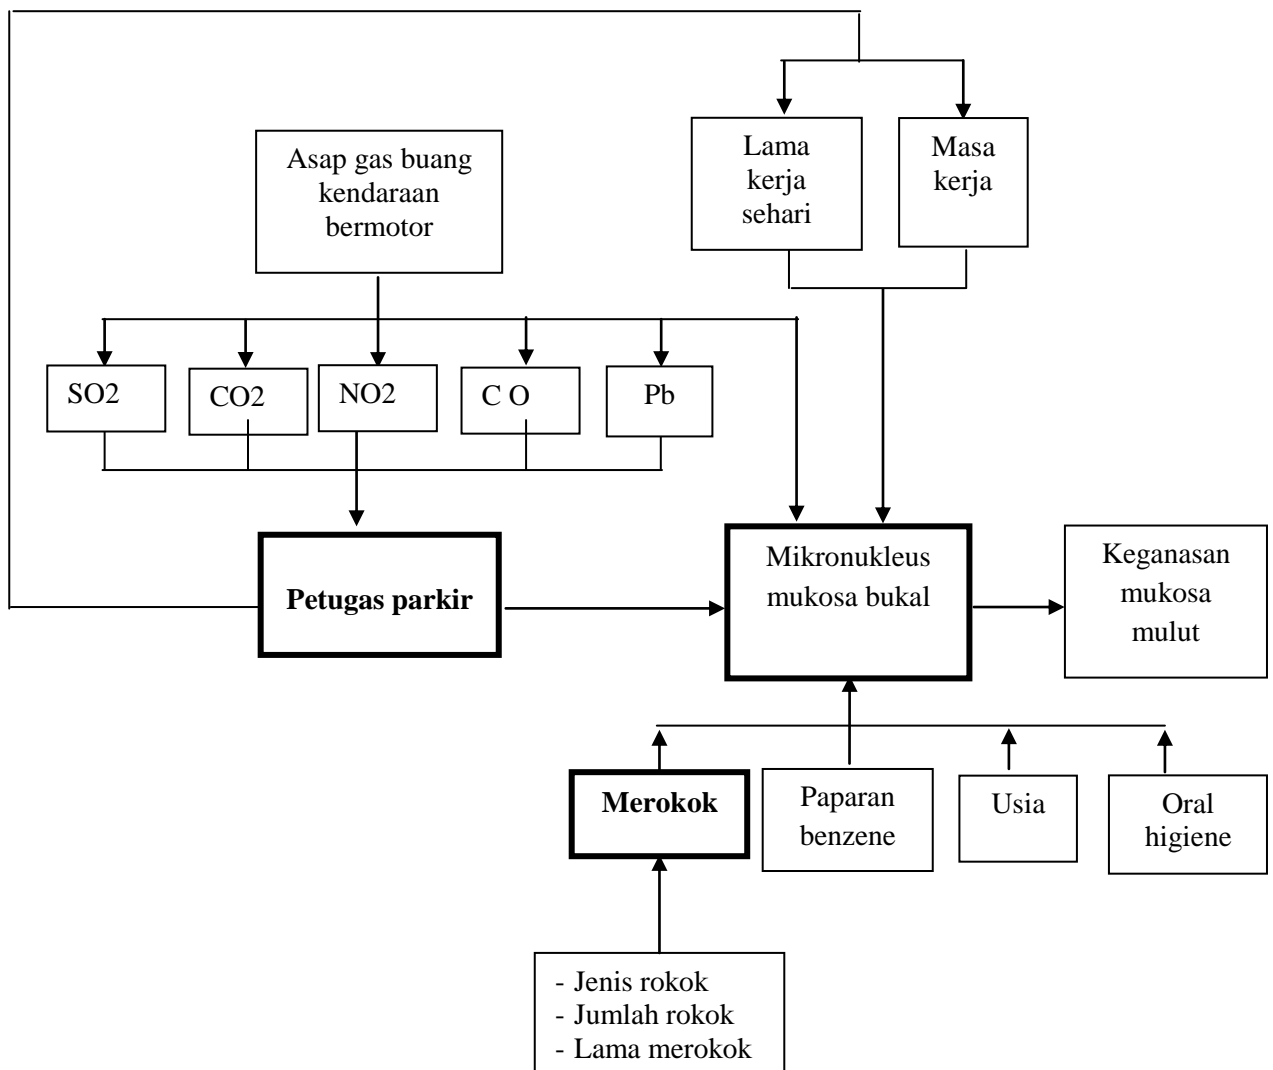 Asap gas buang
kendaraan
bermotor
Lama
kerja
sehari
Masa
kerja
SO2
CO2
NO2
C O
Pb
Petugas parkir
Mikronukleus
mukosa bukal
Keganasan
mukosa
mulut
Merokok
Paparan
benzene
Usia
Oral
higiene
- Jenis rokok
- Jumlah rokok
- Lama merokok